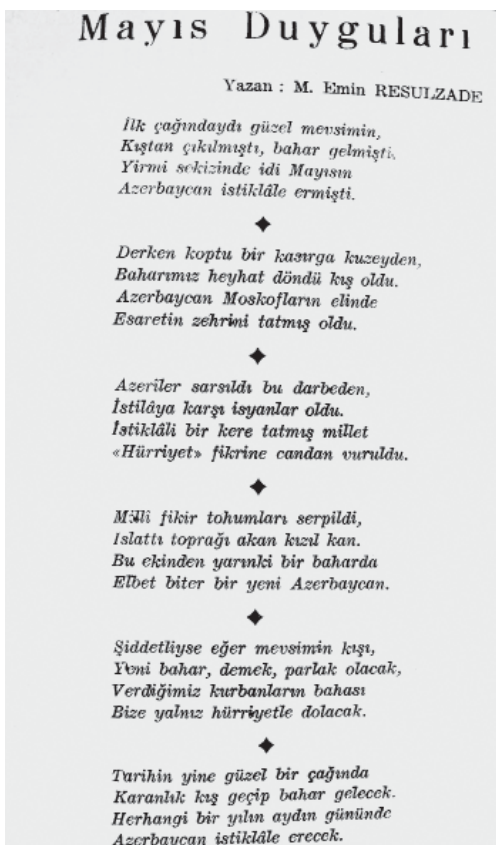 Mayıs Duyguları
Yazan : M. Emin RESULZADE
İlk çağındaydı güzel mevsimin,
Kıştan çıkılmıştı, bahar gelmişti.
Yirmi sekizinde idi Mayısın
Azerbaycan istiklâle ermişti.
Derken koptu bir kasırga kuzeyden,
Baharımız heyhat döndü kış oldu.
Azerbaycan Moskofların elinde
Esaretin zehrini tatmış oldu.
Azeriler sarsıldı bu darbeden,
İstilâya karşı isyanlar oldu.
İstiklâli bir kere tatmış millet
«Hürriyet» fikrine candan vuruldu.
Millî fikir tohumları serpildi,
Islattı toprağı akan kızıl kan.
Bu ekinden yarınki bir baharda
Elbet biter bir yeni Azerbaycan.
Şiddetliyse eğer mevsimin kışı,
Yeni bahar, demek, parlak olacak,
Verdiğimiz kurbanların bahası
Bize yalnız hürriyetle dolacak.
Tarihin yine güzel bir çağında
Karanlık kış geçip bahar gelecek.
Herhangi bir yılın aydın gününde
Azerbaycan istiklâle erecek.